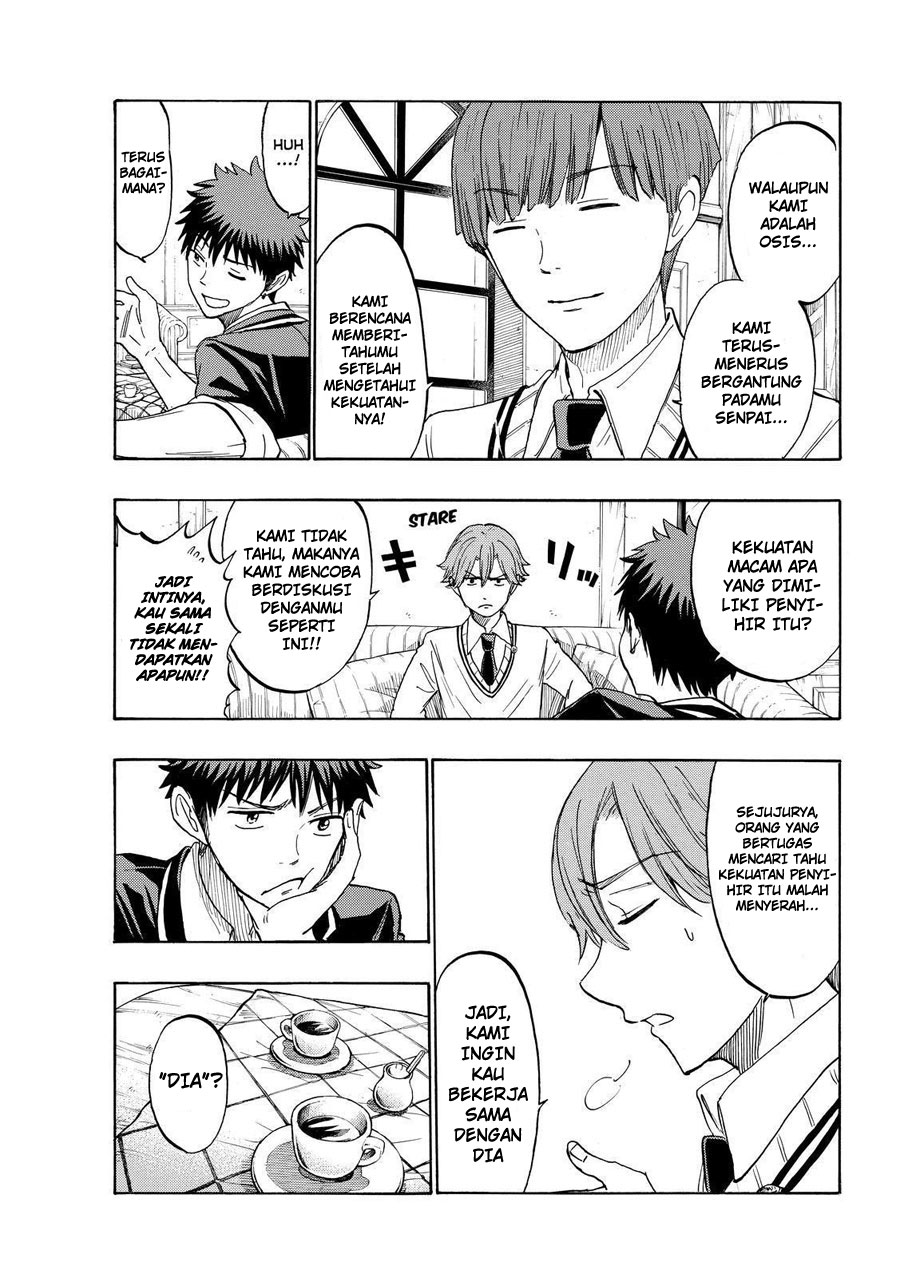 WALAUPUN
KAMI
ADALAH
OSIS...
KAMI
TERUS-
MENERUS
BERGANTUNG
PADAMU
SENPAI...
KAMI
BERENCANA
MEMBERI-
TAHUMU
SETELAH
MENGETAHUI
KEKUATAN-
NYA!
HUH
...!
TERUS
BAGAI-
MANA?
KEKUATAN
MACAM APA
YANG DIMI-
LIKI PENYI-
HIR ITU?
STARE
キリッ
KAMI TIDAK
TAHU, MAKANYA
KAMI MENCOBA
BERDISKUSI
DENGANMU
SEPERTI
INI!!
JADI
INTINYA,
KAU SAMA
SEKALI
TIDAK MEN-
DAPATKAN
APAPUN!!
SEJUJURYA,
ORANG YANG
BERTUGAS
MENCARI TAHU
KEKUATAN PENYI-
HIR ITU MALAH
MENYERAH...
JADI,
KAMI
INGIN
KAU
BEKERJA
SAMA
DENGAN
DIA
"DIA"?